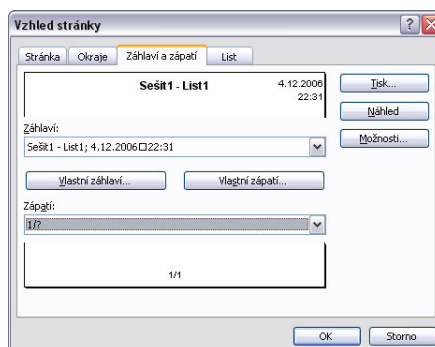 Vzhled stránky
Stránka Okraje Záhlaví a zápatí List
Sešit1 - List1 4.12.2006
22:31
Tisk...
Náhled
Možnosti...
Záhlaví:
Sešit1 - List1; 4.12.2006□22:31
Vlastní záhlaví... Vlastní zápatí...
Zápatí:
1/?
1/1
OK Storno